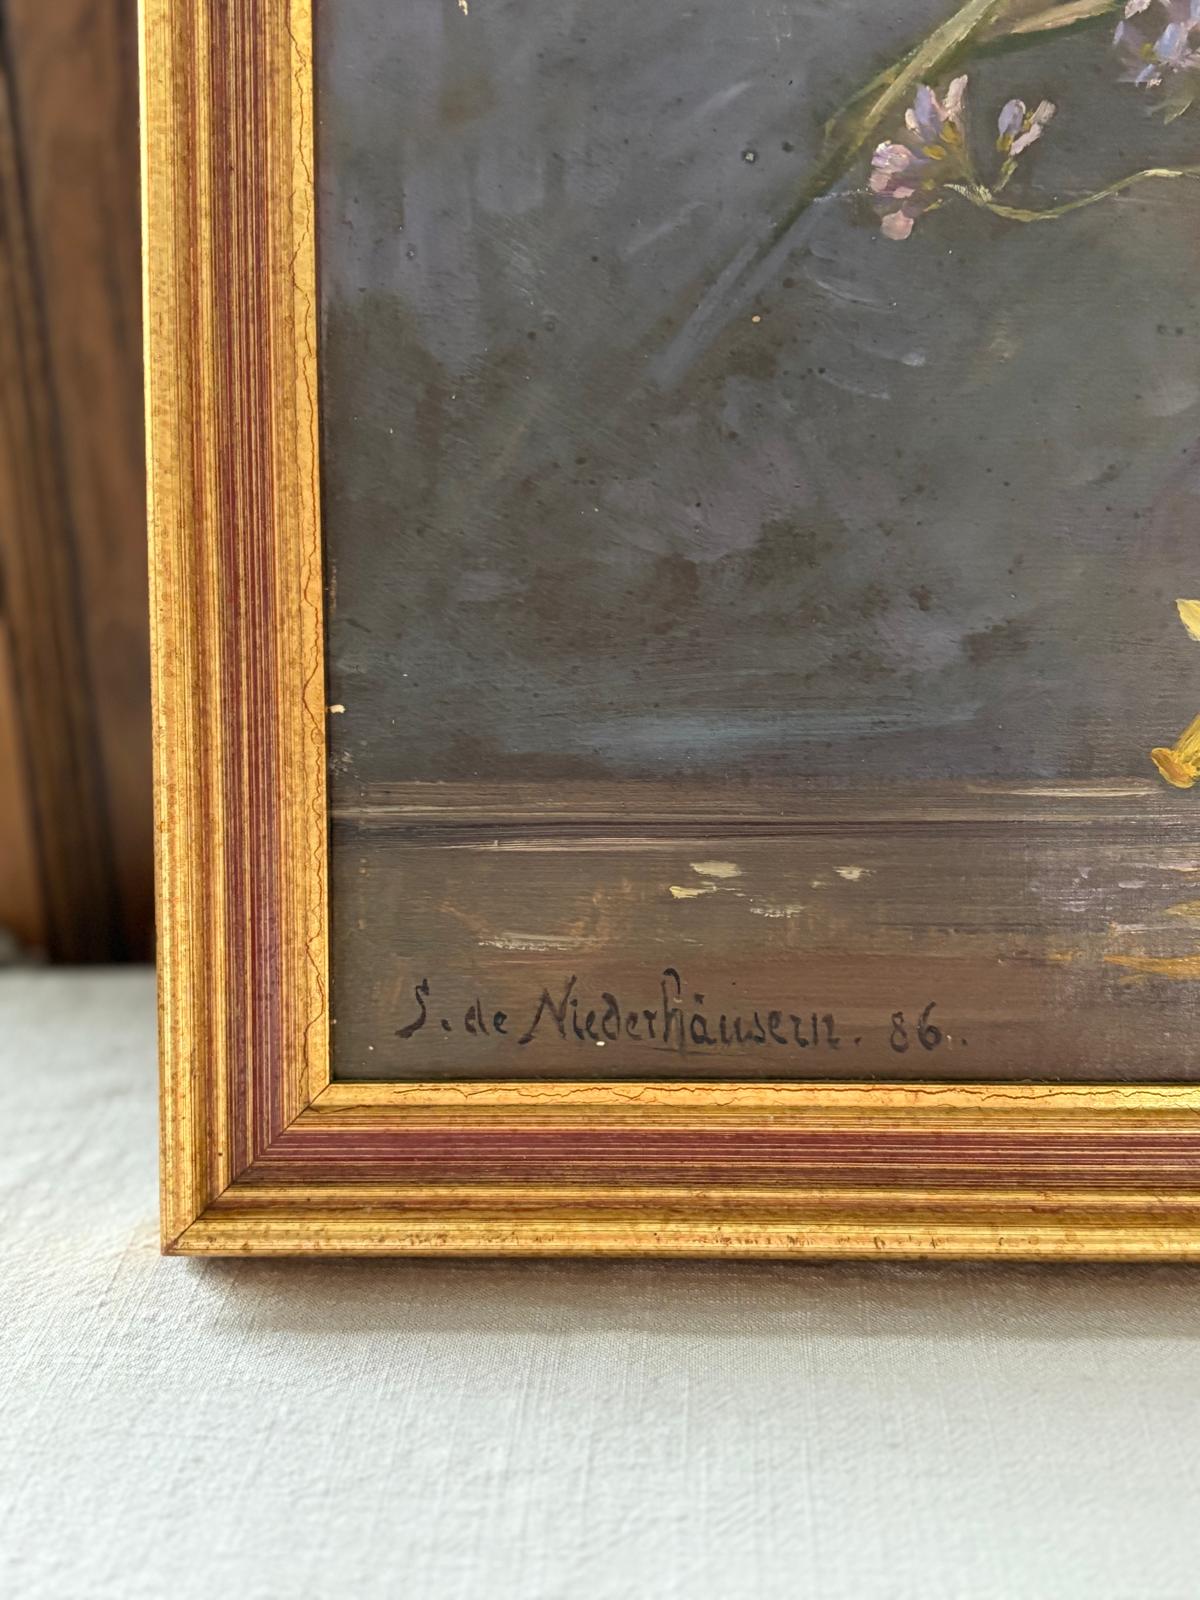 S. de Niederhäusern. 86.